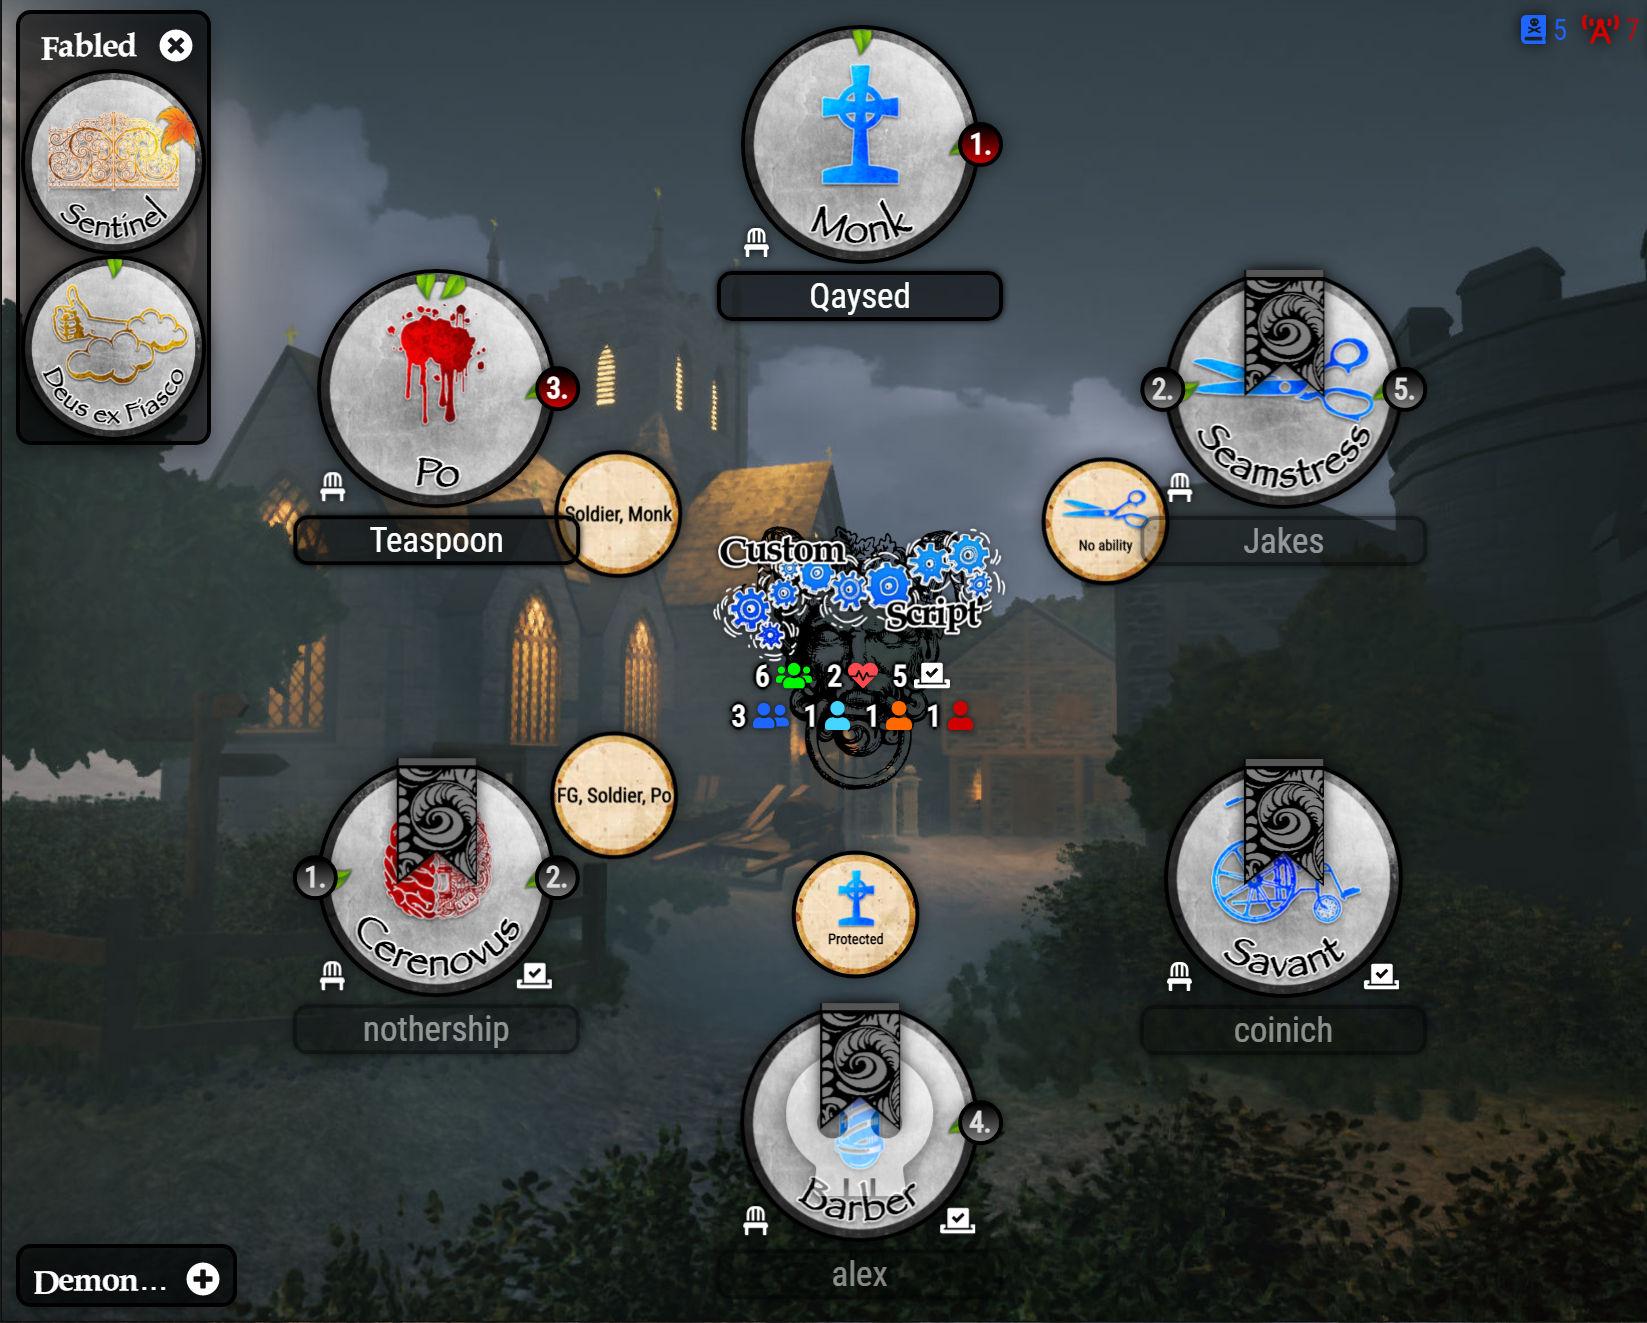 Fabled
Sentinel
Deus ex Fiasco
5 7
1.
Monk
Qaysed
3.
Po
Teaspoon
Soldier, Monk
2. 5.
Seamstress
No ability
Jakes
Custom
Script
6 2 5
3 1 1 1
FG, Soldier, Po
1. 2.
Cerenovus
nothership
Protected
Savant
coinich
4.
Barber
alex
Demon...